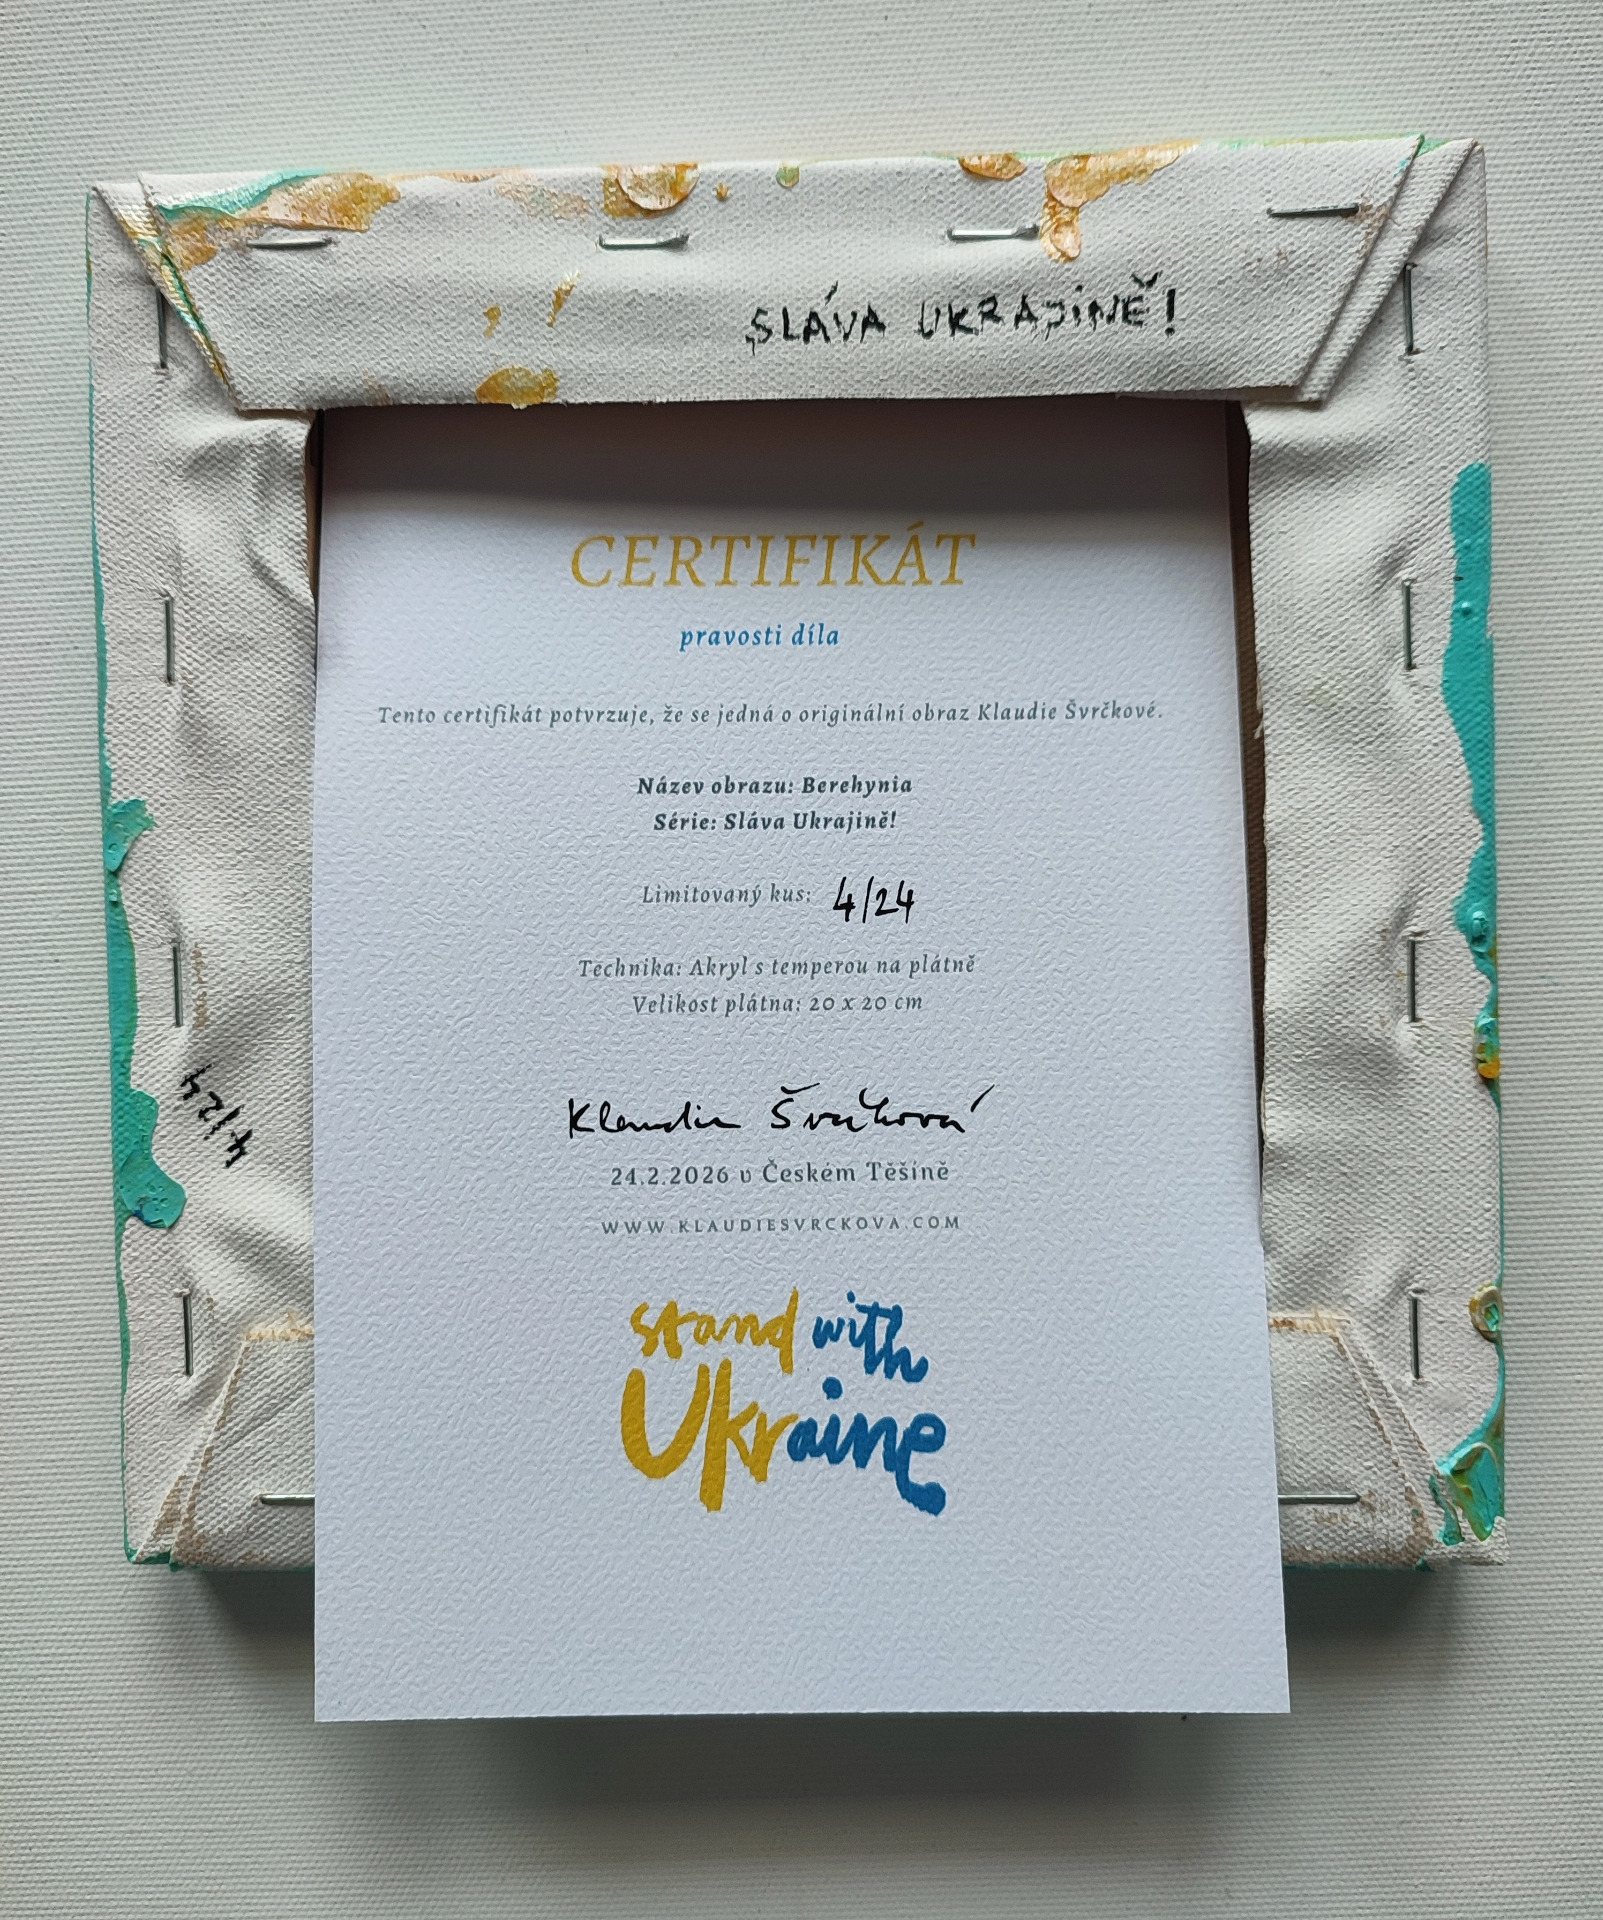 SLÁVA UKRAJINĚ!
CERTIFIKÁT
pravosti díla
Tento certifikát potvrzuje, že se jedná o originální obraz Klaudie Švrčkové.
Název obrazu: Berehynia
Série: Sláva Ukrajině!
Limitovaný kus: 4/24
Technika: Akryl s temperou na plátně
Velikost plátna: 20 x 20 cm
4/24
Klaudie Švrčková
24.2.2026 v Českém Těšíně
WWW.KLAUDIESVRCKOVA.COM
stand with
Ukraine